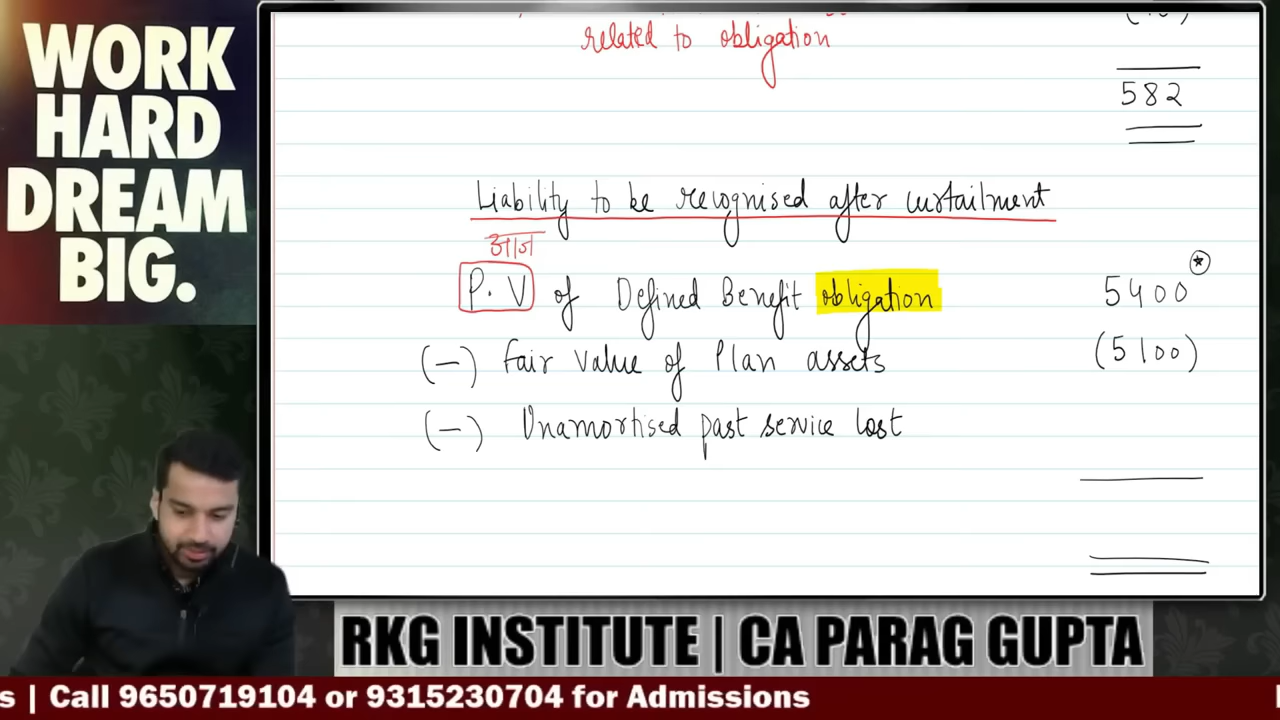 WORK
HARD
DREAM
BIG.
related to obligation
582
Liability to be recognised after curtailment
आज
P.V of Defined Benefit obligation 5400
(-) Fair Value of Plan assets (5100)
(-) Unamortised past service cost
RKG INSTITUTE | CA PARAG GUPTA
s | Call 9650719104 or 9315230704 for Admissions